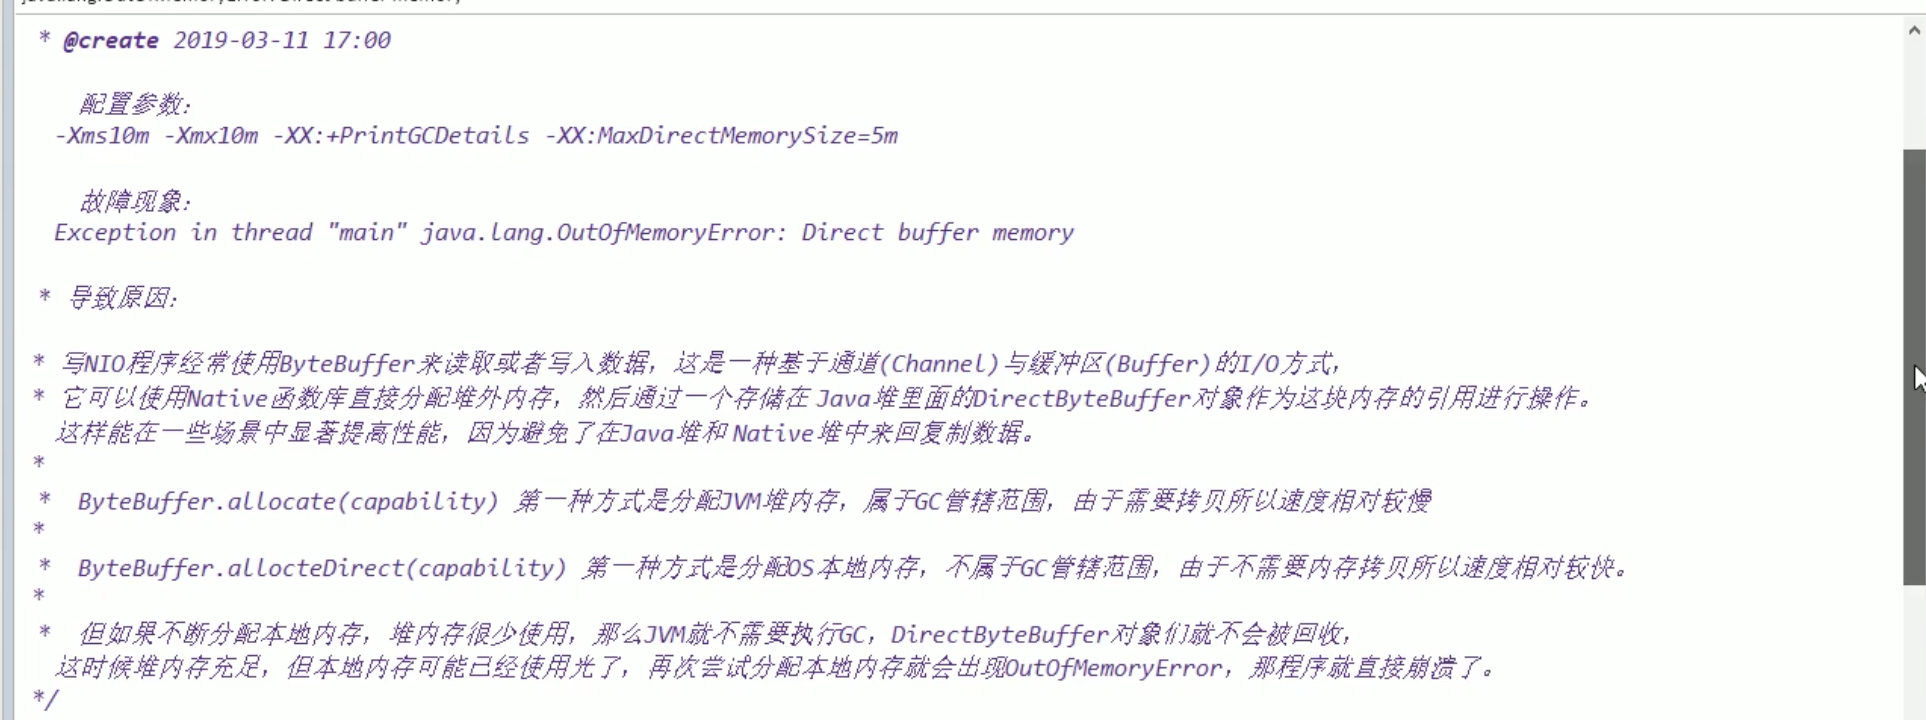 * @create 2019-03-11 17:00
配置参数:
-Xms10m -Xmx10m -XX:+PrintGCDetails -XX:MaxDirectMemorySize=5m
故障现象:
Exception in thread "main" java.lang.OutOfMemoryError: Direct buffer memory
* 导致原因:
* 写NIO程序经常使用ByteBuffer来读取或者写入数据，这是一种基于通道(Channel)与缓冲区(Buffer)的I/O方式，
* 它可以使用Native函数库直接分配堆外内存，然后通过一个存储在Java堆里面的DirectByteBuffer对象作为这块内存的引用进行操作。
这样能在一些场景中显著提高性能，因为避免了在Java堆和Native堆中来回复制数据。
*
* ByteBuffer.allocate(capability) 第一种方式是分配JVM堆内存，属于GC管辖范围，由于需要拷贝所以速度相对较慢
*
* ByteBuffer.allocteDirect(capability) 第一种方式是分配OS本地内存，不属于GC管辖范围，由于不需要内存拷贝所以速度相对较快。
*
* 但如果不断分配本地内存，堆内存很少使用，那么JVM就不需要执行GC，DirectByteBuffer对象们就不会被回收，
这时候堆内存充足，但本地内存可能已经使用光了，再次尝试分配本地内存就会出现OutOfMemoryError，那程序就直接崩溃了。
*/